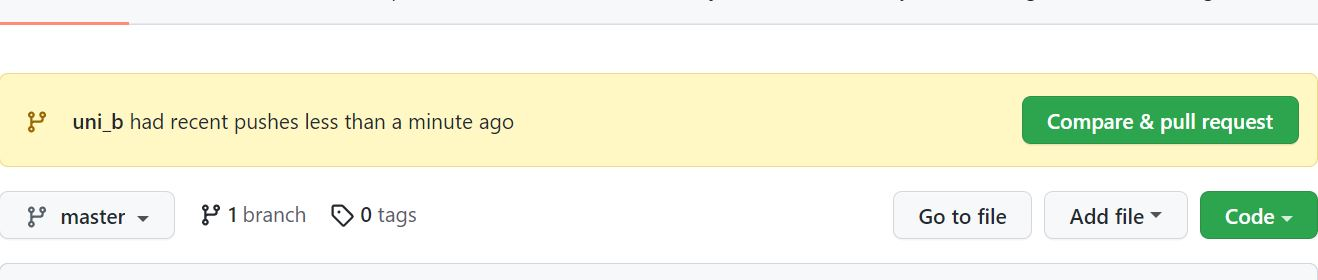 uni_b had recent pushes less than a minute ago
Compare & pull request
master
1 branch
0 tags
Go to file
Add file
Code